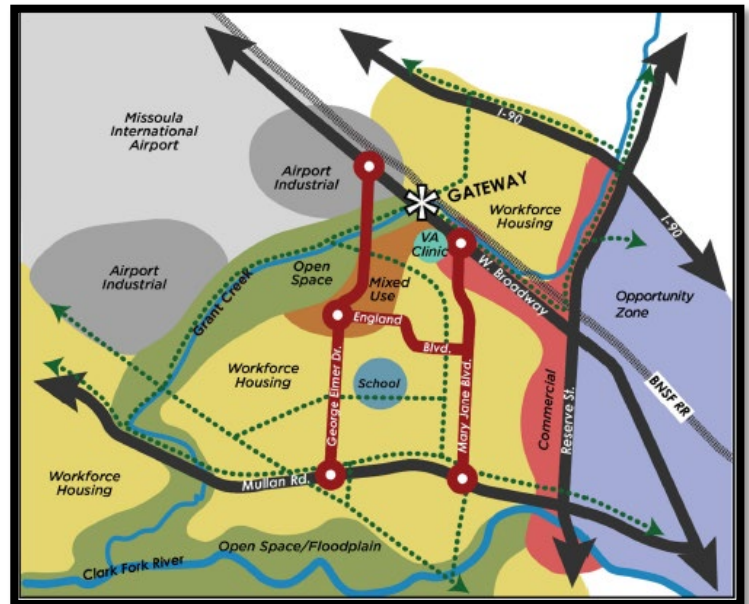 Missoula
International
Airport
Airport
Industrial
I-90
GATEWAY
Workforce
Housing
VA
Clinic
I-90
Airport
Industrial
Open
Space
Mixed
Use
W. Broadway
Opportunity
Zone
Grant Creek
England
Blvd.
Workforce
Housing
George Elmer Dr.
School
Mary Jane Blvd.
Commercial
Reserve St.
BNSF RR
Workforce
Housing
Mullan Rd.
Open Space/Floodplain
Clark Fork River